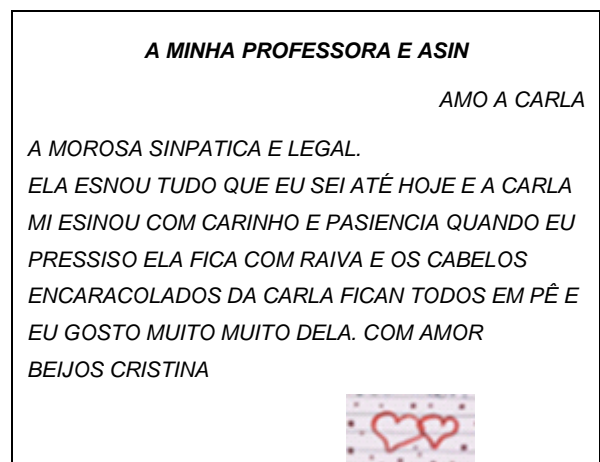 A MINHA PROFESSORA E ASIN
AMO A CARLA
A MOROSA SINPATICA E LEGAL.
ELA ESNOU TUDO QUE EU SEI ATÉ HOJE E A CARLA
MI ESINOU COM CARINHO E PASIENCIA QUANDO EU
PRESSISO ELA FICA COM RAIVA E OS CABELOS
ENCARACOLADOS DA CARLA FICAN TODOS EM PÊ E
EU GOSTO MUITO MUITO DELA. COM AMOR
BEIJOS CRISTINA